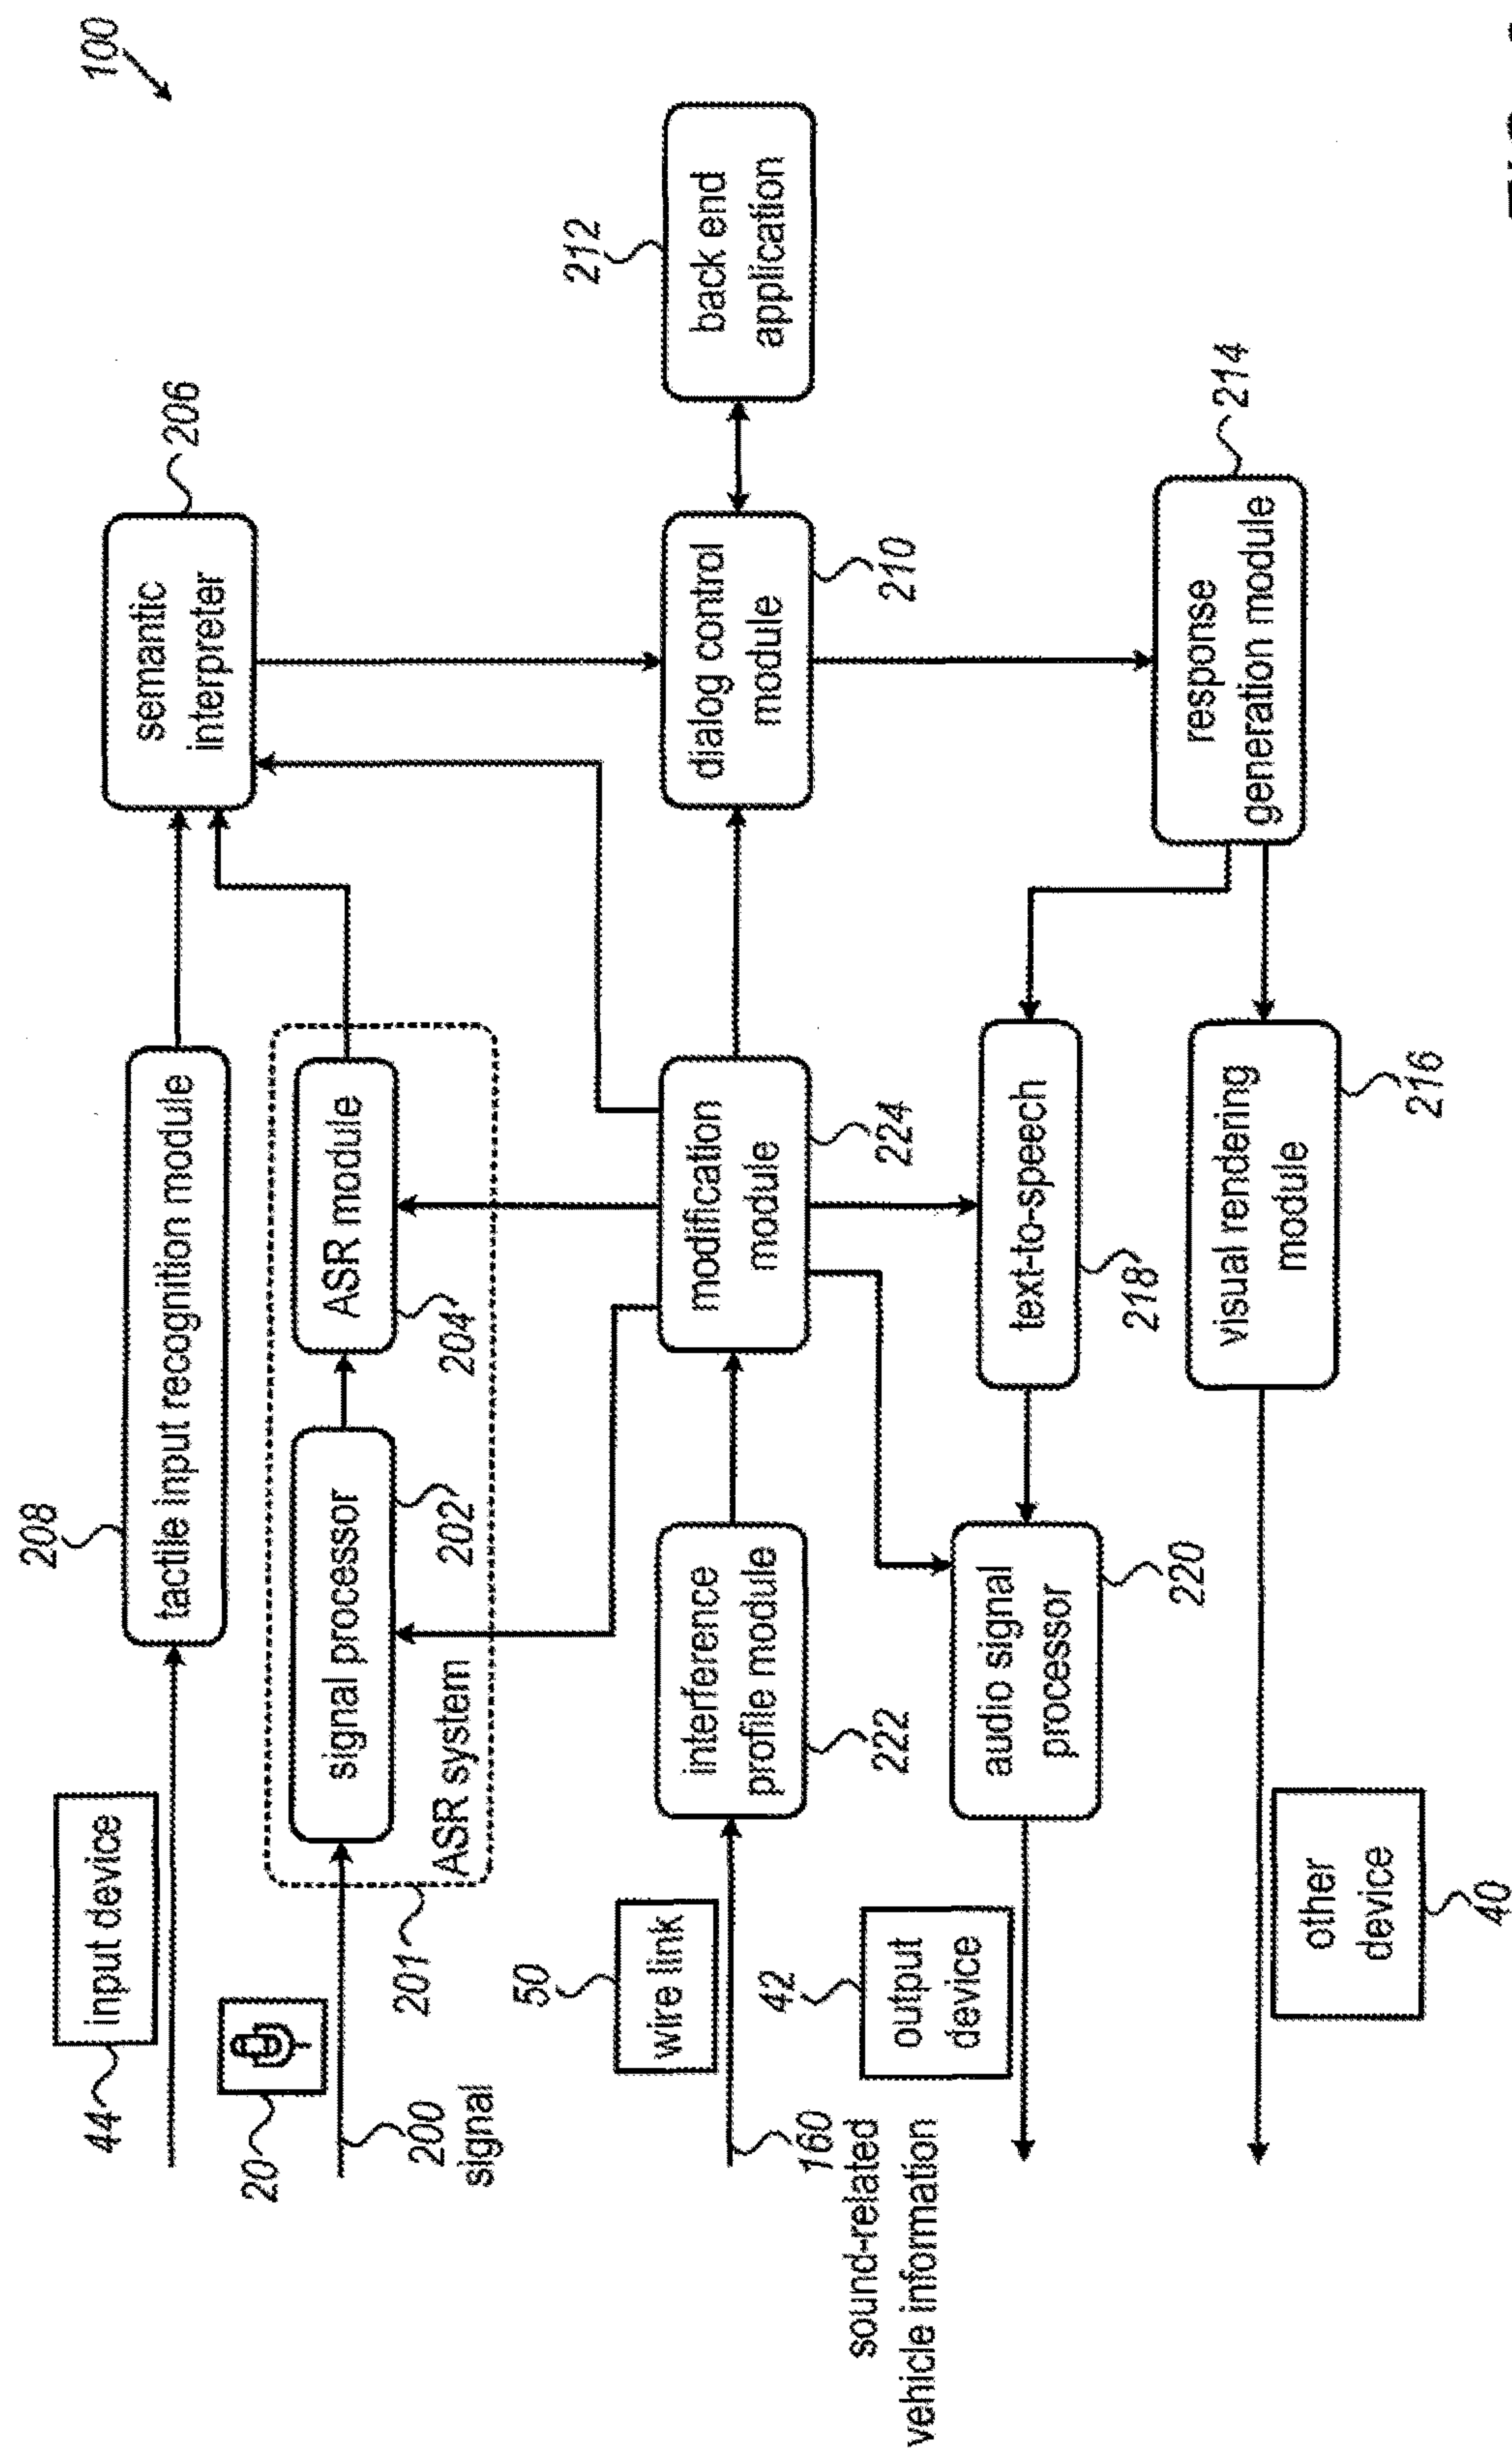 100
208
44
input device
tactile input recognition module
206
semantic
interpreter
20
200
signal
201
ASR system
signal processor
202
ASR module
204
212
back end
application
50
wire link
160
sound-related
vehicle information
interference
profile module
222
modification
module
224
dialog control
module
210
42
output
device
audio signal
processor
220
text-to-speech
218
214
response
generation module
visual rendering
module
216
other
device
40